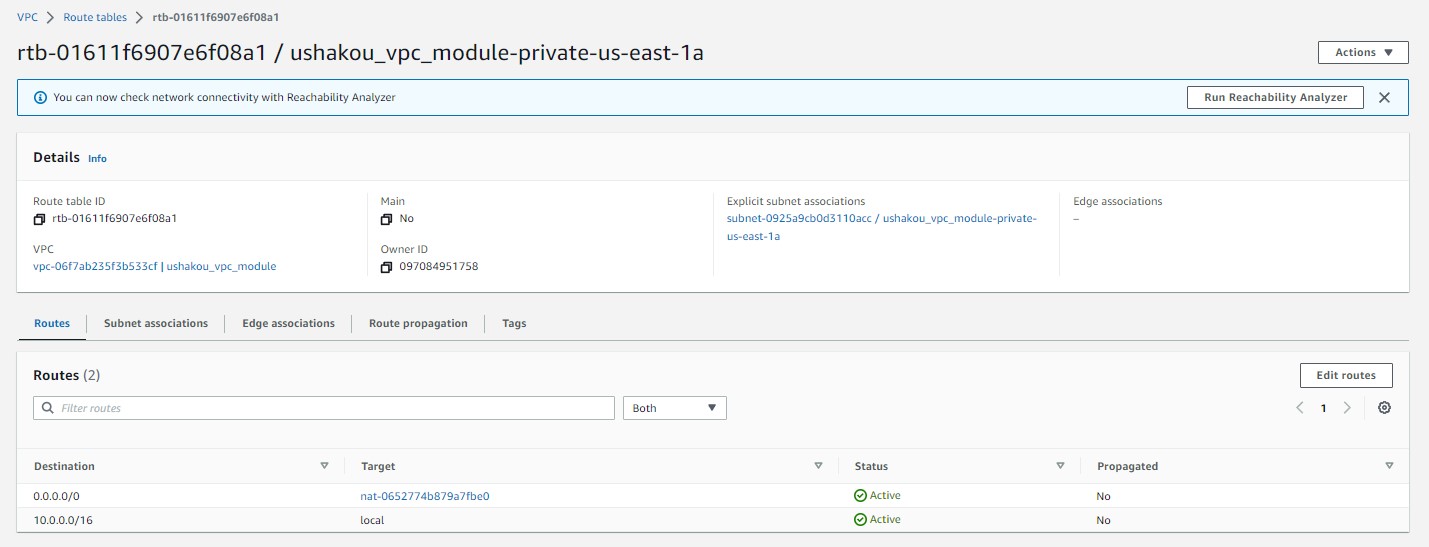 VPC > Route tables > rtb-01611f6907e6f08a1
rtb-01611f6907e6f08a1 / ushakou_vpc_module-private-us-east-1a
Actions
You can now check network connectivity with Reachability Analyzer
Run Reachability Analyzer
Details Info
Route table ID
rtb-01611f6907e6f08a1
Main
No
Explicit subnet associations
subnet-0925a9cb0d3110acc / ushakou_vpc_module-private-
us-east-1a
Edge associations
–
VPC
vpc-06f7ab235f3b533cf | ushakou_vpc_module
Owner ID
097084951758
Routes Subnet associations Edge associations Route propagation Tags
Routes (2)
Edit routes
Filter routes
Both
1
Destination Target Status Propagated
0.0.0.0/0 nat-0652774b879a7fbe0 Active No
10.0.0.0/16 local Active No